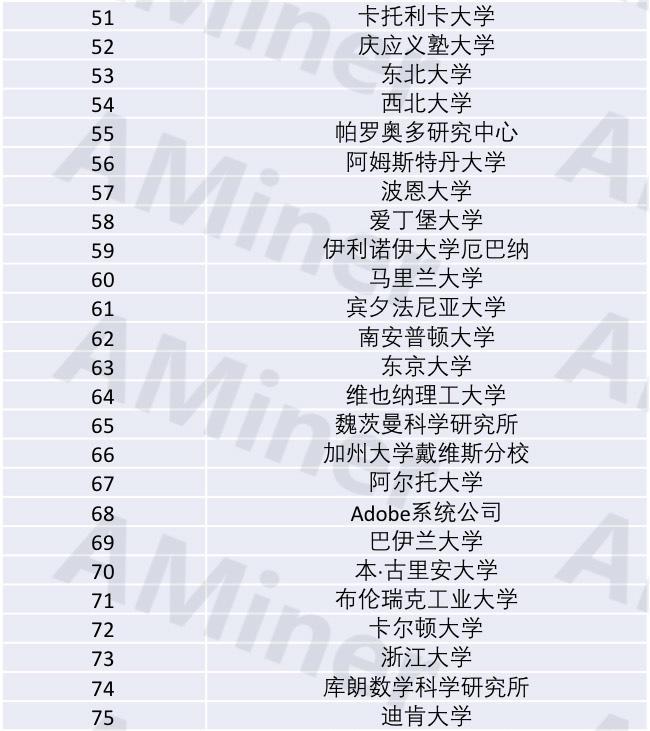 51 卡托利卡大学
52 庆应义塾大学
53 东北大学
54 西北大学
55 帕罗奥多研究中心
56 阿姆斯特丹大学
57 波恩大学
58 爱丁堡大学
59 伊利诺伊大学厄巴纳
60 马里兰大学
61 宾夕法尼亚大学
62 南安普顿大学
63 东京大学
64 维也纳理工大学
65 魏茨曼科学研究所
66 加州大学戴维斯分校
67 阿尔托大学
68 Adobe系统公司
69 巴伊兰大学
70 本·古里安大学
71 布伦瑞克工业大学
72 卡尔顿大学
73 浙江大学
74 库朗数学科学研究所
75 迪肯大学
AMiner
AMiner
AMiner
AMiner